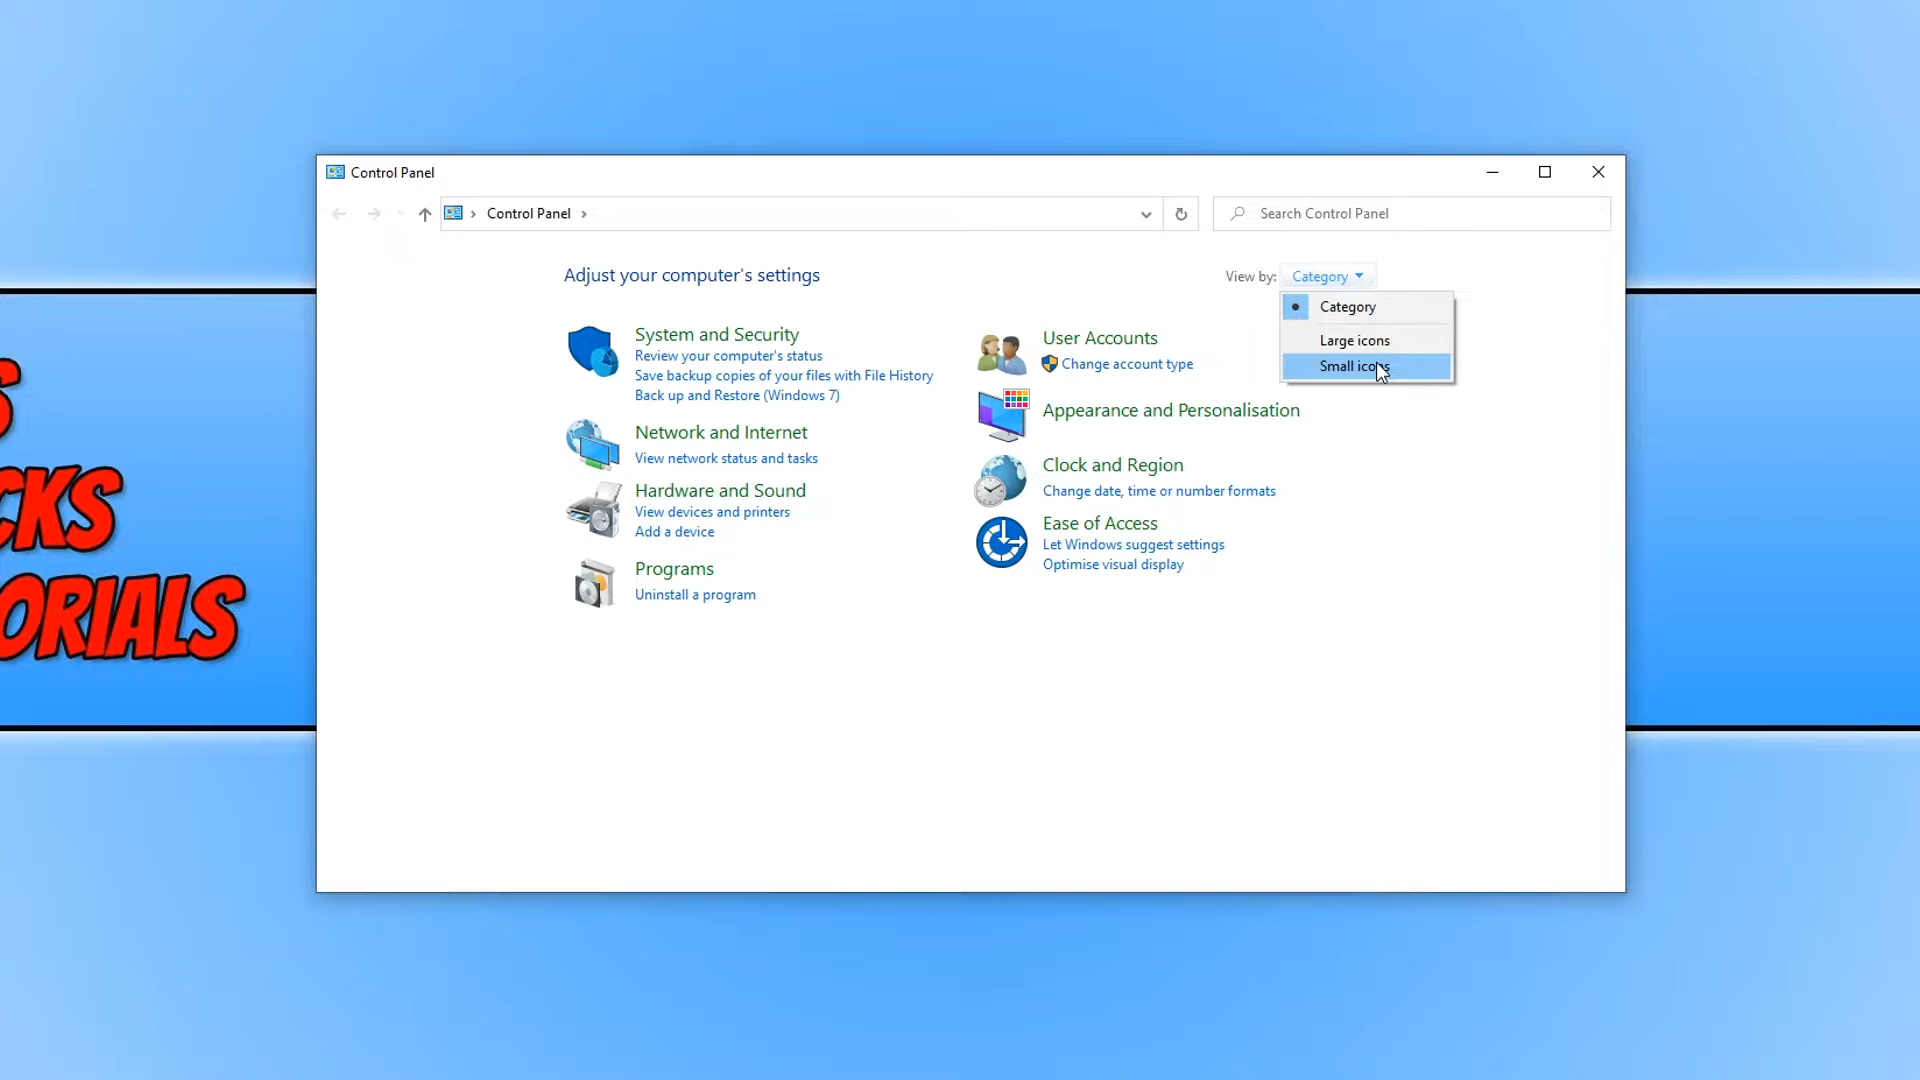 Control Panel
Control Panel
Search Control Panel
Adjust your computer's settings
View by: Category
Category
Large icons
Small icons
System and Security
Review your computer's status
Save backup copies of your files with File History
Back up and Restore (Windows 7)
Network and Internet
View network status and tasks
Hardware and Sound
View devices and printers
Add a device
Programs
Uninstall a program
User Accounts
Change account type
Appearance and Personalisation
Clock and Region
Change date, time or number formats
Ease of Access
Let Windows suggest settings
Optimise visual display
S
CKS
ORIALS